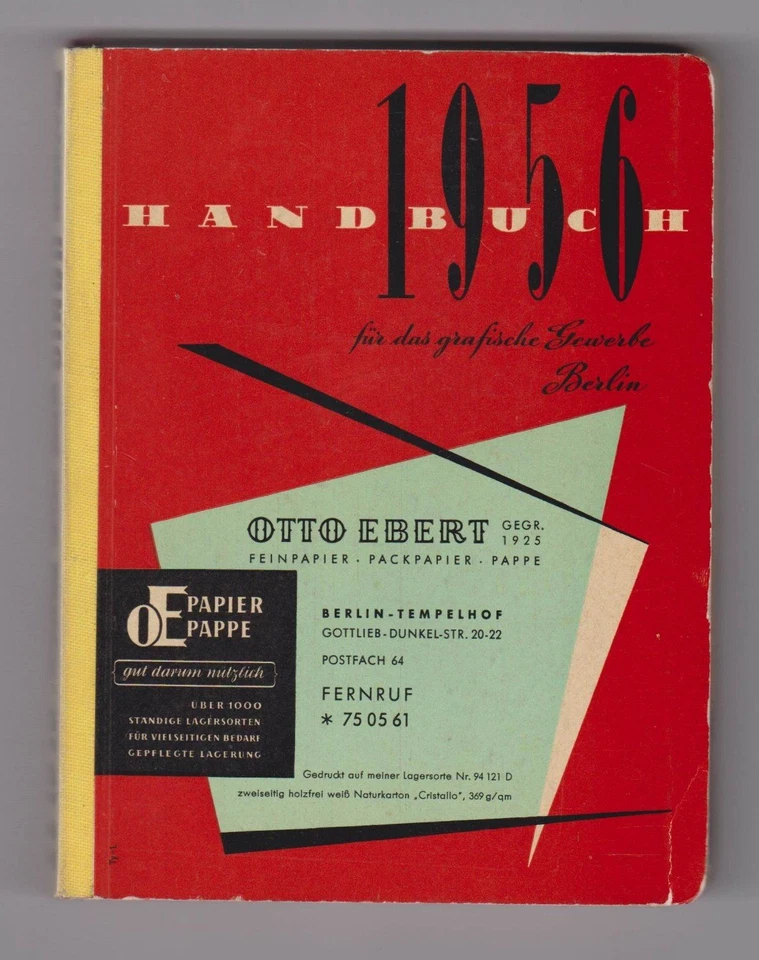 1956
HANDBUCH
für das grafische Gewerbe
Berlin
OTTO EBERT GEGR.
1925
FEINPAPIER · PACKPAPIER · PAPPE
OE PAPIER
PAPPE
gut darum nützlich
ÜBER 1000
STÄNDIGE LAGERSORTEN
FÜR VIELSEITIGEN BEDARF
GEPFLEGTE LAGERUNG
BERLIN-TEMPELHOF
GOTTLIEB-DUNKEL-STR. 20-22
POSTFACH 64
FERNRUF
* 75 05 61
Gedruckt auf meiner Lagersorte Nr. 94 121 D
zweiseitig holzfrei weiß Naturkarton „Cristallo", 369 g/qm